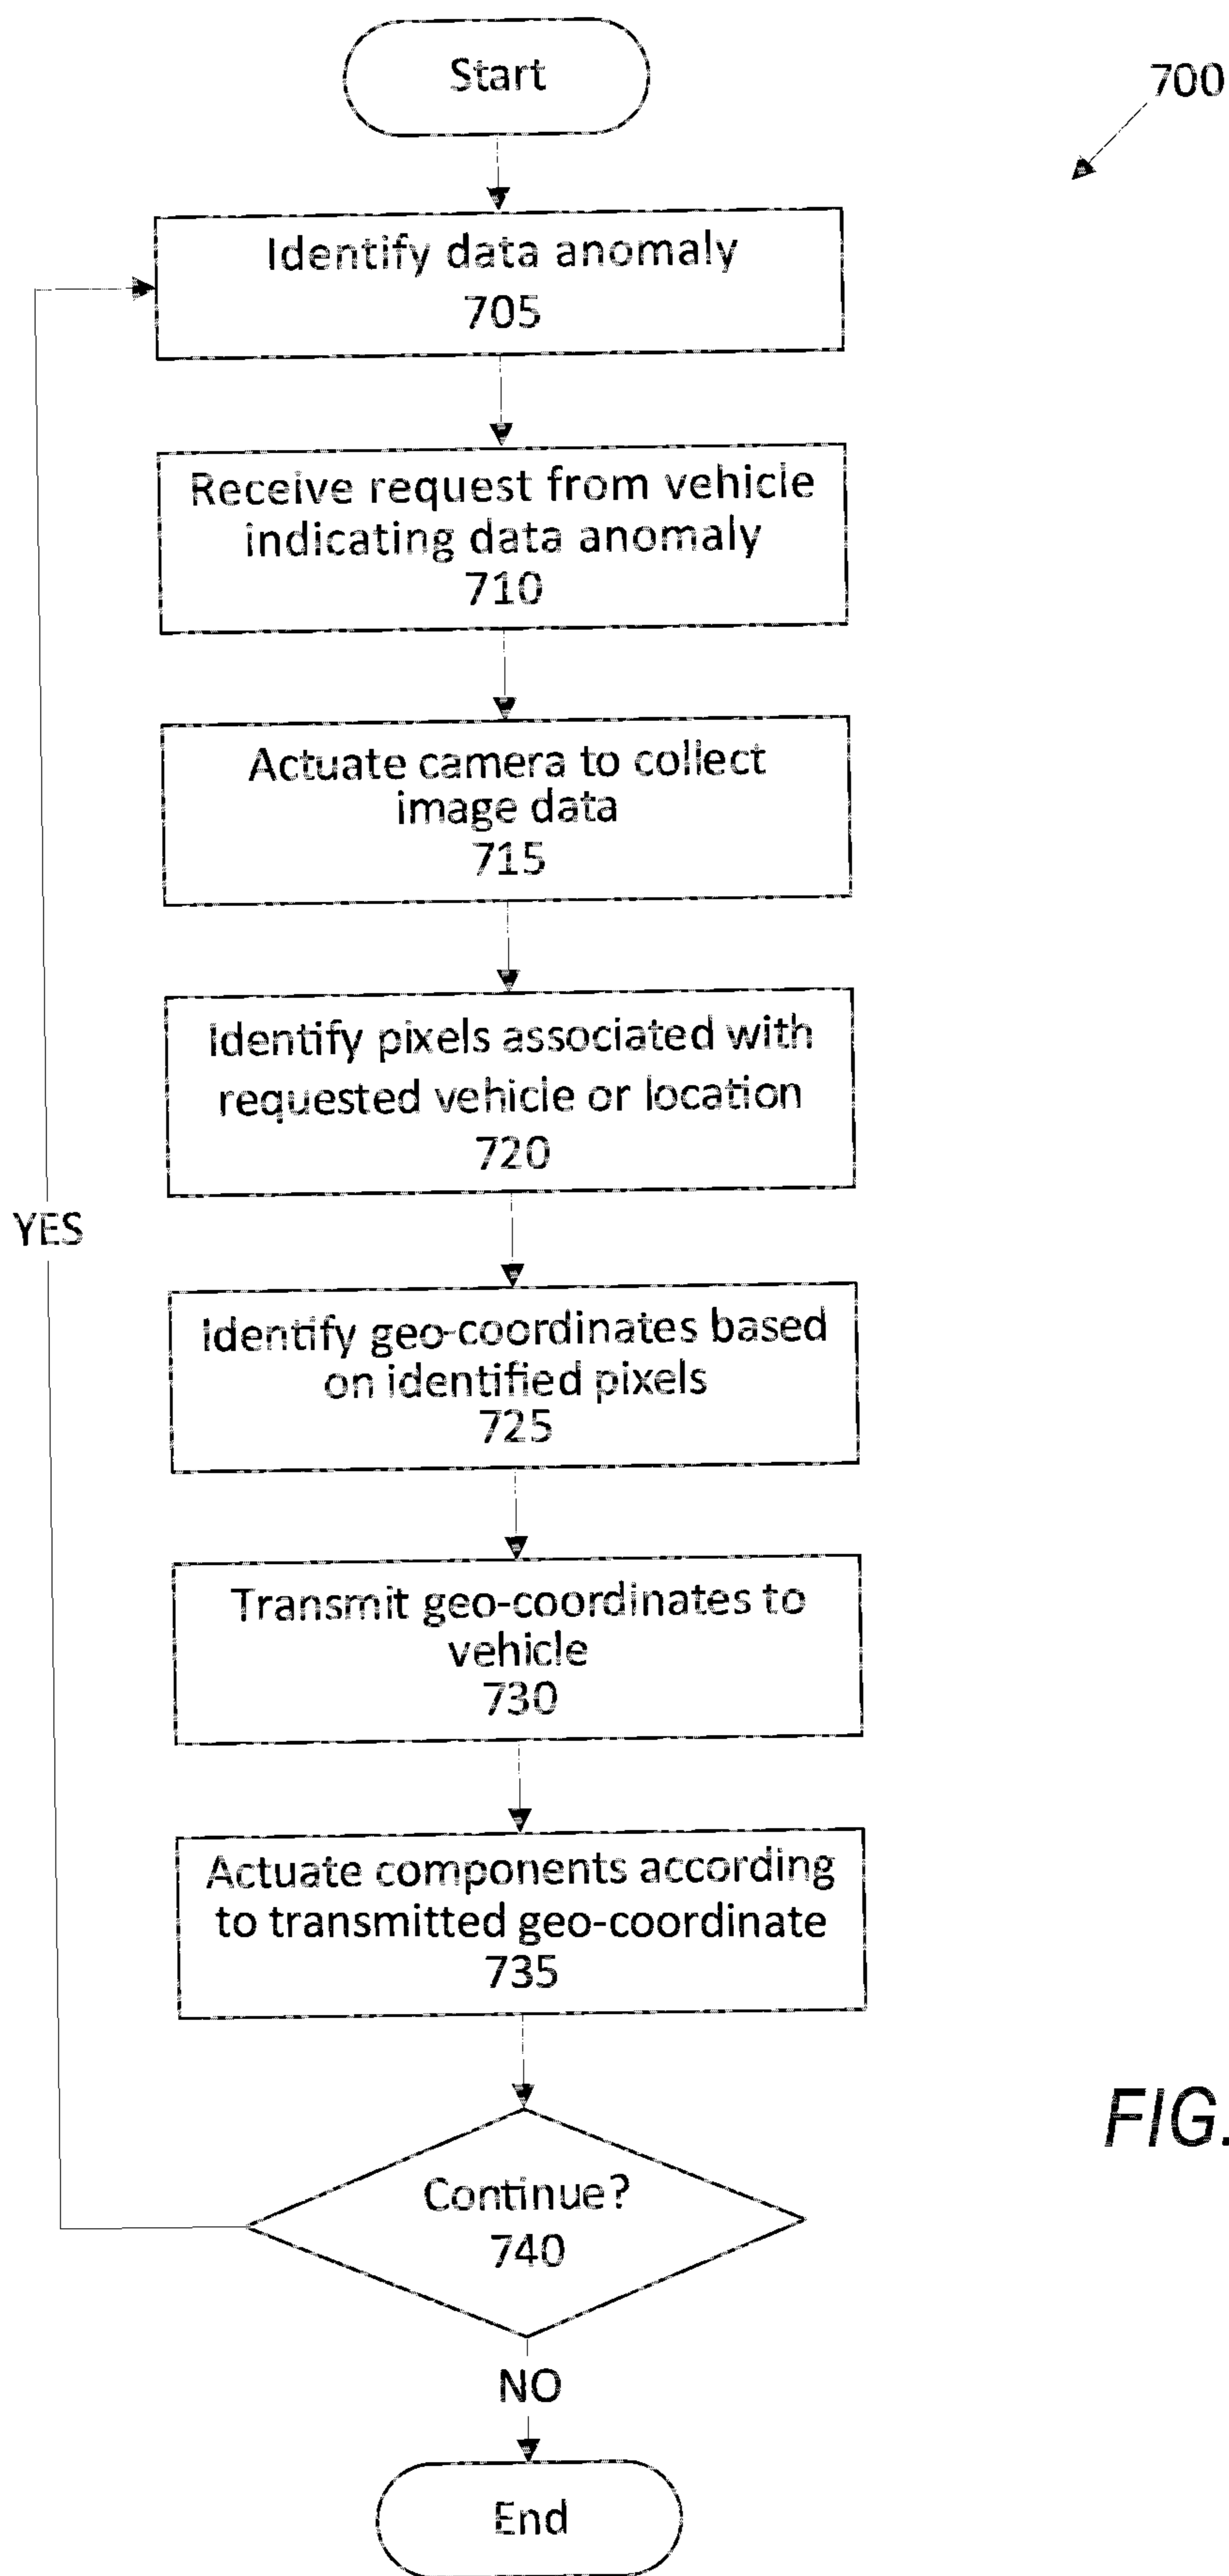 Start
700
Identify data anomaly
705
Receive request from vehicle
indicating data anomaly
710
Actuate camera to collect
image data
715
Identify pixels associated with
requested vehicle or location
720
YES
Identify geo-coordinates based
on identified pixels
725
Transmit geo-coordinates to
vehicle
730
Actuate components according
to transmitted geo-coordinate
735
FIG.
Continue?
740
NO
End